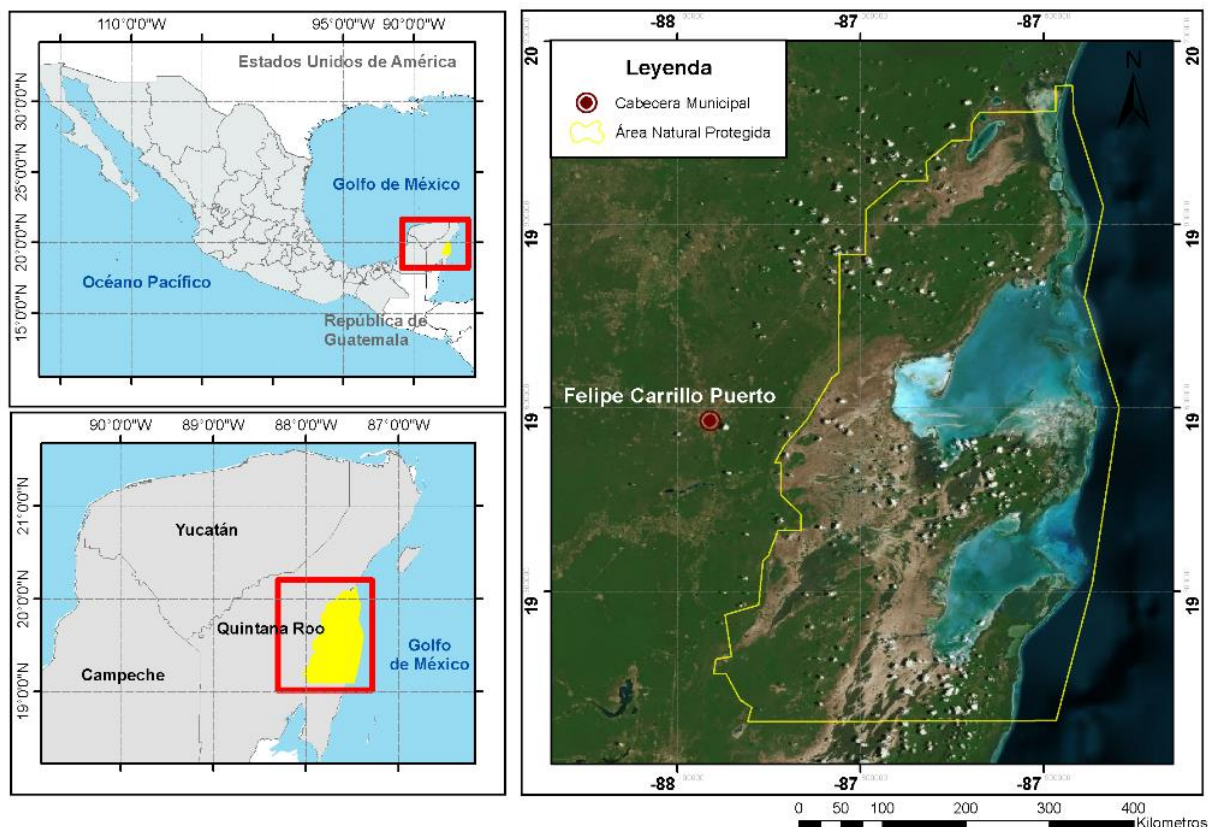 110°0'0"W 95°0'0"W 90°0'0"W
30°0'0"N
25°0'0"N
20°0'0"N
15°0'0"N
Estados Unidos de América
Golfo de México
Océano Pacífico
República de
Guatemala
90°0'0"W 89°0'0"W 88°0'0"W 87°0'0"W
21°0'0"N
20°0'0"N
19°0'0"N
Yucatán
Quintana Roo
Campeche
Golfo
de México
-88 -87 -87
20
19
19
19
20
19
19
19
Leyenda
Cabecera Municipal
Área Natural Protegida
N
Felipe Carrillo Puerto
-88 -87 -87
0 50 100 200 300 400
Kilometros